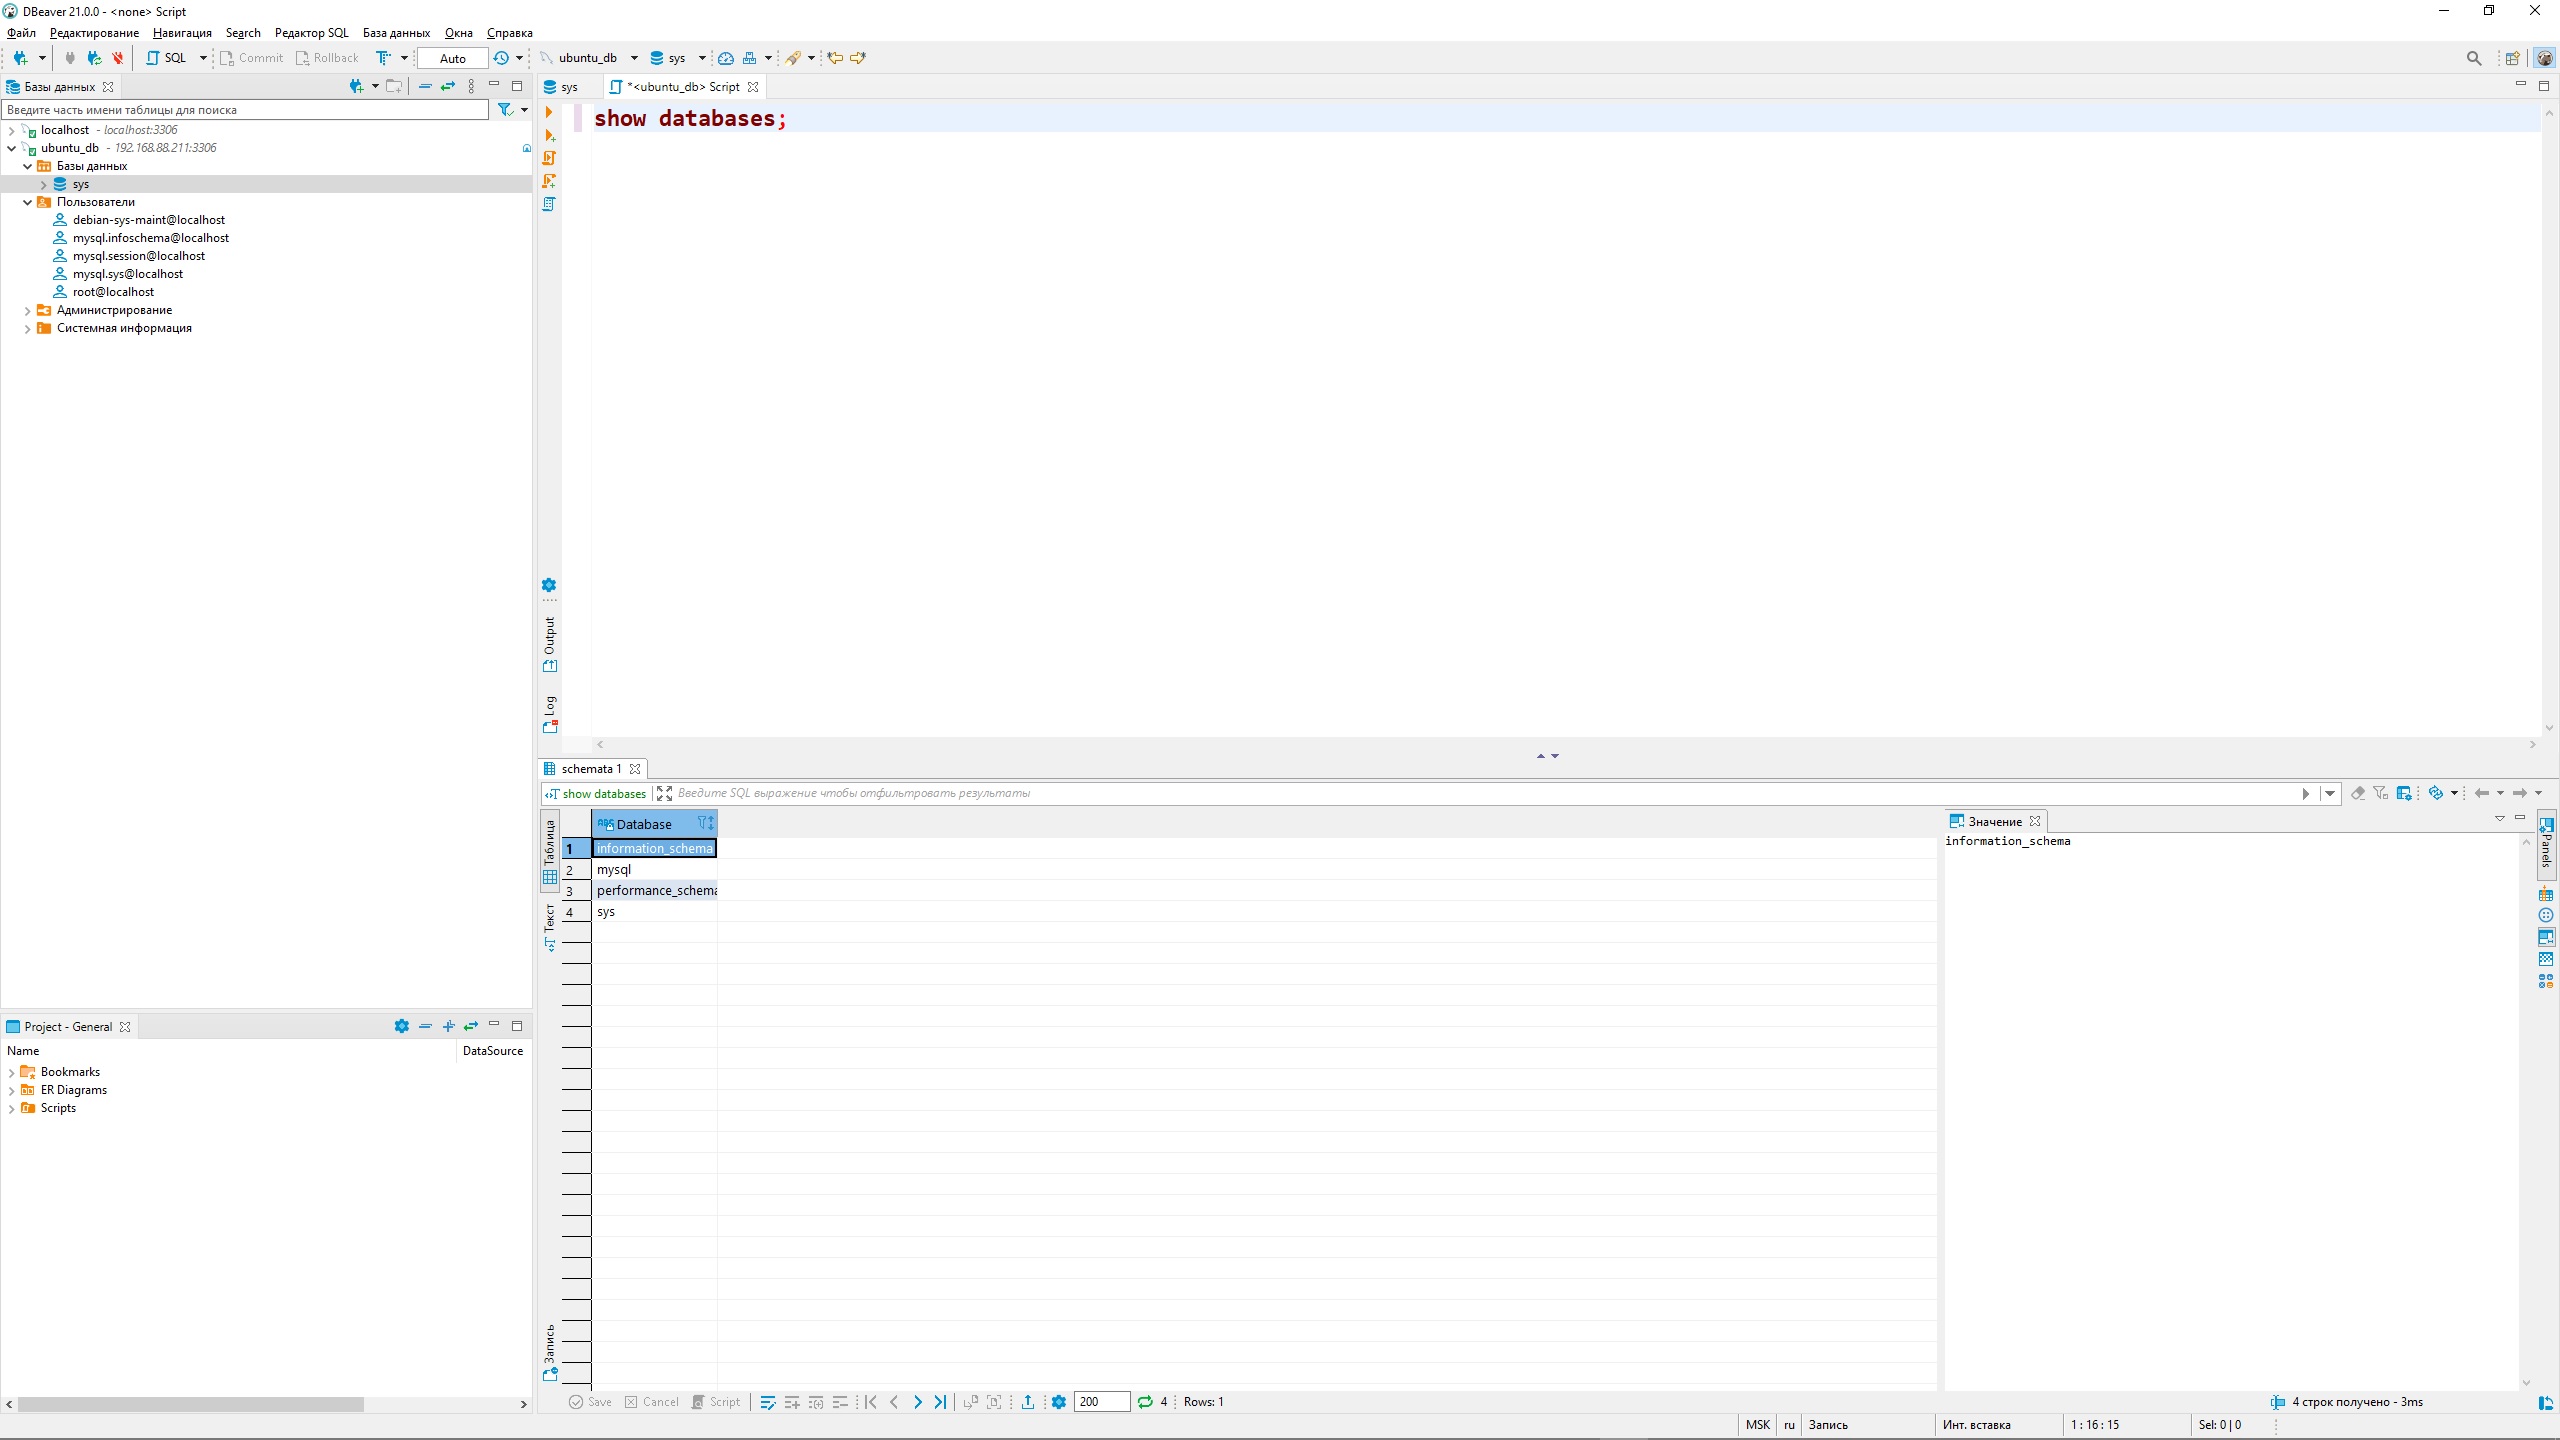 DBeaver 21.0.0 - <none> Script
Файл Редактирование Навигация Search Редактор SQL База данных Окна Справка
SQL Commit Rollback Auto ubuntu_db sys
Базы данных
Введите часть имени таблицы для поиска
localhost - localhost:3306
ubuntu_db - 192.168.88.211:3306
Базы данных
sys
Пользователи
debian-sys-maint@localhost
mysql.infoschema@localhost
mysql.session@localhost
mysql.sys@localhost
root@localhost
Администрирование
Системная информация
Project - General
Name DataSource
Bookmarks
ER Diagrams
Scripts
sys *<ubuntu_db> Script
show databases;
Output
Log
schemata 1
show databases Введите SQL выражение чтобы отфильтровать результаты
Таблица
Текст
Запись
ABC Database
1 information_schema
2 mysql
3 performance_schema
4 sys
Значение
information_schema
Panels
Save Cancel Script 200 4 Rows: 1
4 строк получено - 3ms
MSK ru Запись Инт. вставка 1 : 16 : 15 Sel: 0 | 0